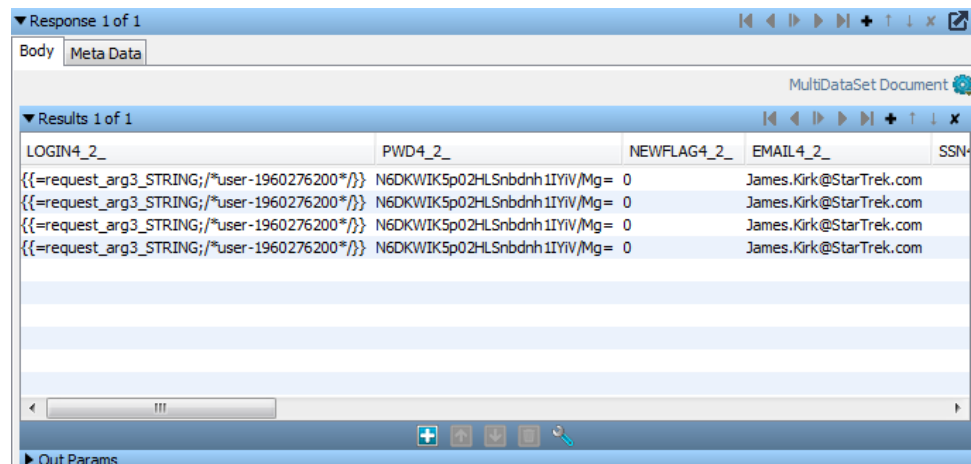 Response 1 of 1
Body Meta Data
MultiDataSet Document
Results 1 of 1
LOGIN4_2_ PWD4_2_ NEWFLAG4_2_ EMAIL4_2_ SSN4
{{=request_arg3_STRING;/*user-1960276200*/}} N6DKWIK5p02HLSnbdnh1IYiV/Mg= 0 James.Kirk@StarTrek.com
{{=request_arg3_STRING;/*user-1960276200*/}} N6DKWIK5p02HLSnbdnh1IYiV/Mg= 0 James.Kirk@StarTrek.com
{{=request_arg3_STRING;/*user-1960276200*/}} N6DKWIK5p02HLSnbdnh1IYiV/Mg= 0 James.Kirk@StarTrek.com
{{=request_arg3_STRING;/*user-1960276200*/}} N6DKWIK5p02HLSnbdnh1IYiV/Mg= 0 James.Kirk@StarTrek.com
Out Params